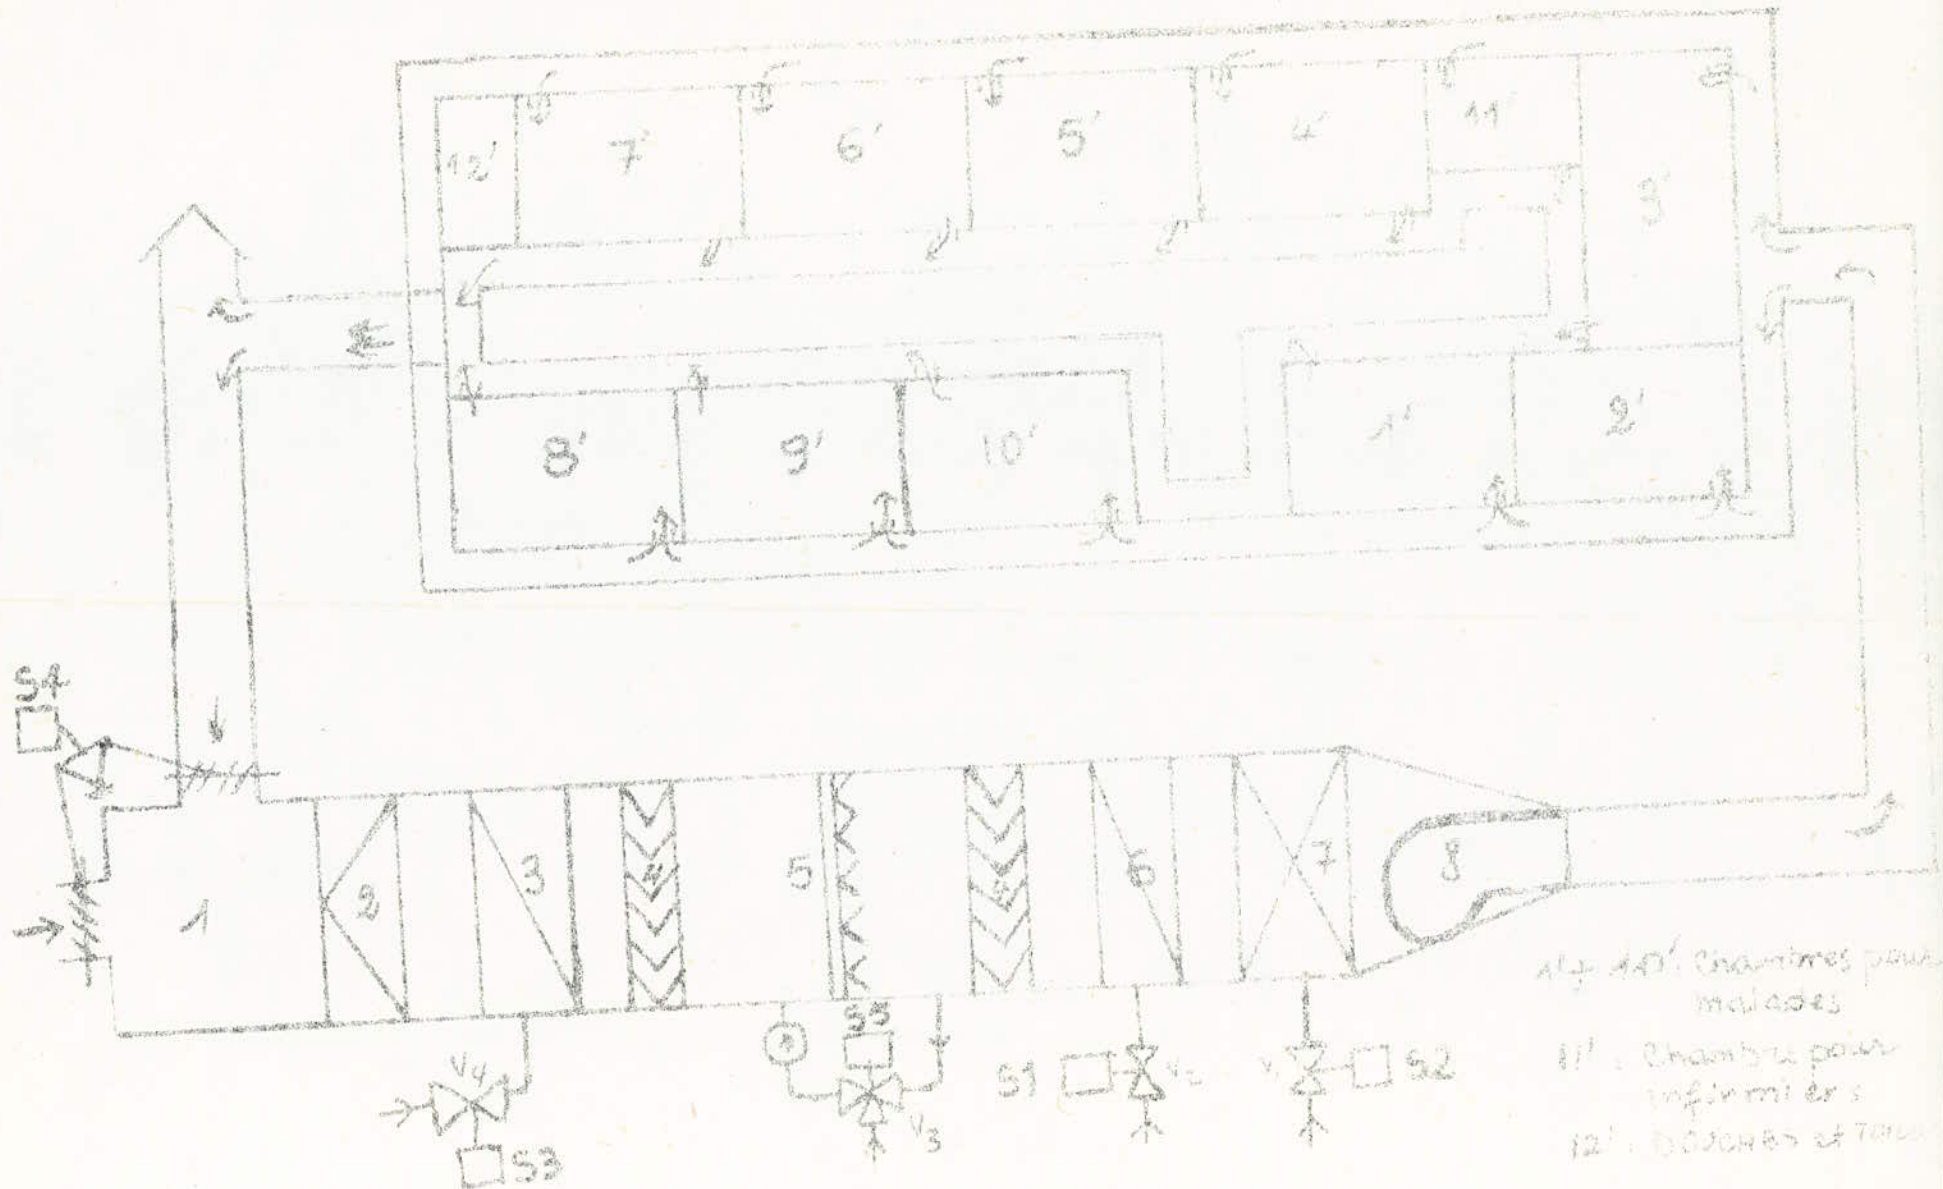 12' 7' 6' 5' 4' 11'
3'
8' 9' 10' 1' 2'
S4
1 2 3 4 5 4 6 7 8
V4
S3
S5
V3
S1
V2
V
S2
1' + 10': Chambres pour
malades
11' : Chambre pour
infirmiers
12' : DOUCHES et